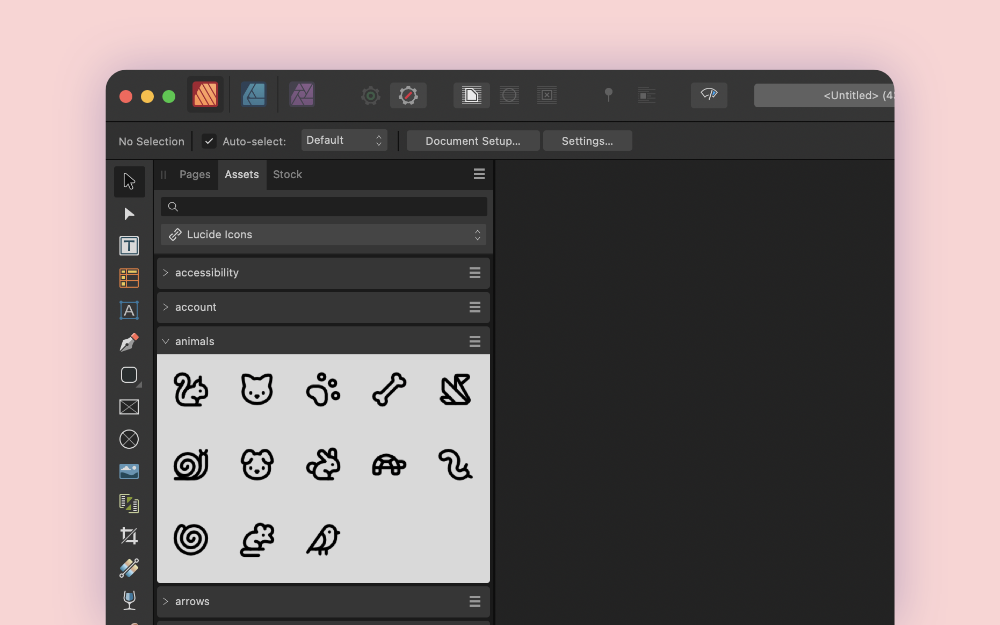 <Untitled> (4
No Selection
Auto-select:
Default
Document Setup...
Settings...
Pages
Assets
Stock
Lucide Icons
accessibility
account
animals
arrows